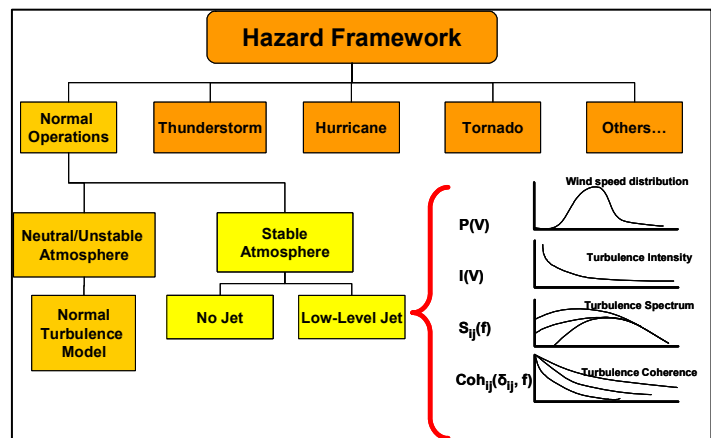 Hazard Framework
Normal
Operations
Thunderstorm
Hurricane
Tornado
Others…
Neutral/Unstable
Atmosphere
Stable
Atmosphere
Normal
Turbulence
Model
No Jet
Low-Level Jet
Wind speed distribution
P(V)
Turbulence Intensity
I(V)
Turbulence Spectrum
Sij(f)
Turbulence Coherence
Cohij(δij, f)